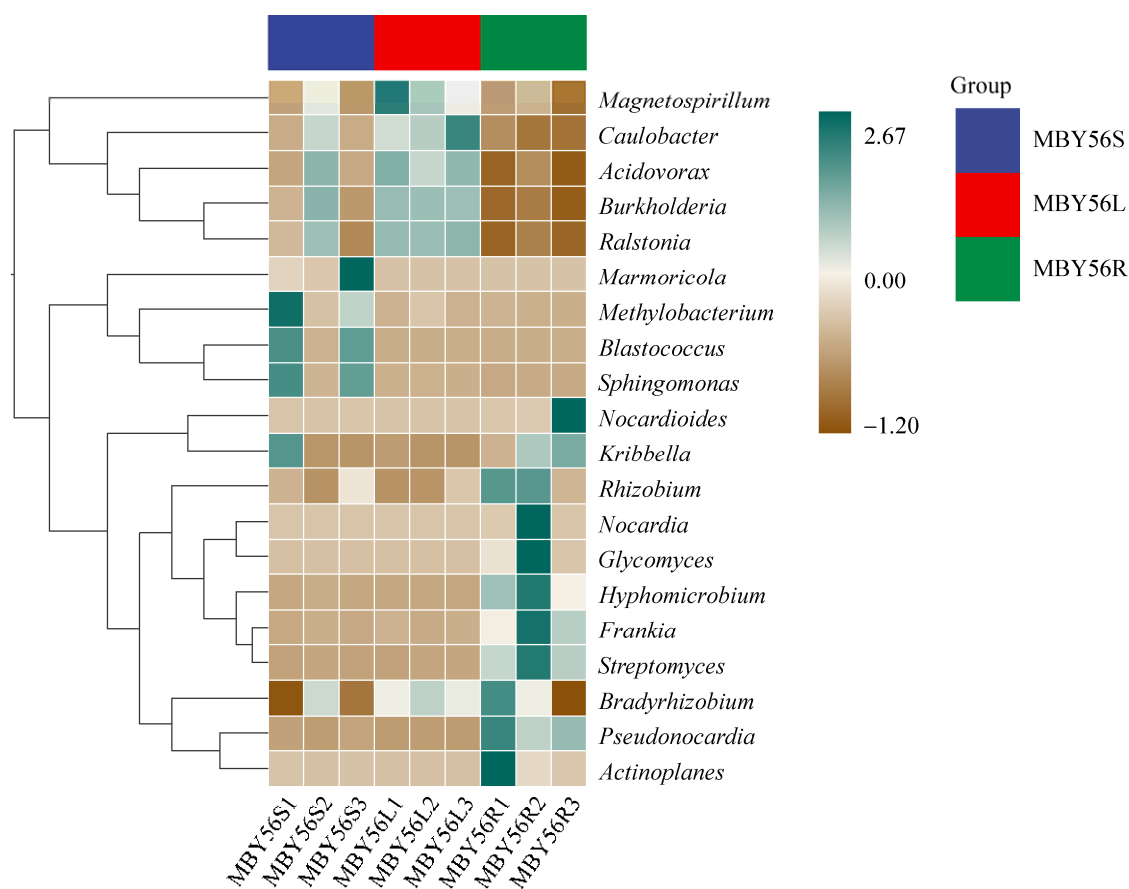 Group
MBY56S
MBY56L
MBY56R
2.67
0.00
−1.20
Magnetospirillum
Caulobacter
Acidovorax
Burkholderia
Ralstonia
Marmoricola
Methylobacterium
Blastococcus
Sphingomonas
Nocardioides
Kribbella
Rhizobium
Nocardia
Glycomyces
Hyphomicrobium
Frankia
Streptomyces
Bradyrhizobium
Pseudonocardia
Actinoplanes
MBY56S1
MBY56S2
MBY56S3
MBY56L1
MBY56L2
MBY56L3
MBY56R1
MBY56R2
MBY56R3